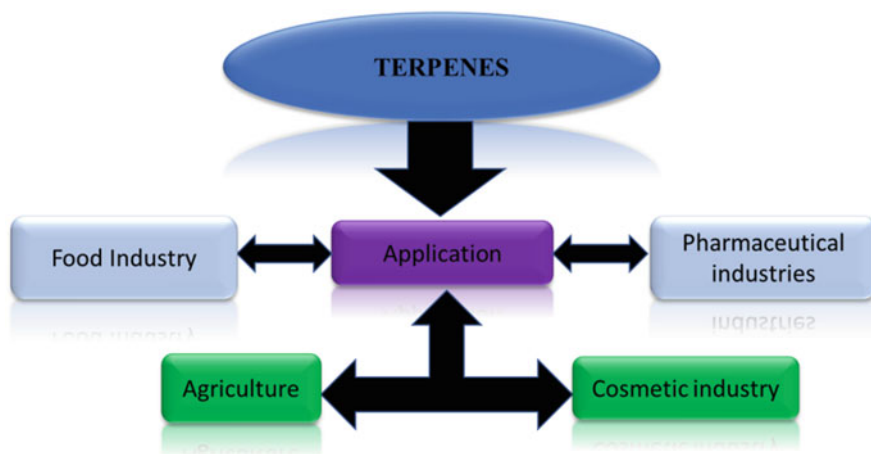 TERPENES
Food Industry
Application
Pharmaceutical
industries
Agriculture
Cosmetic industry